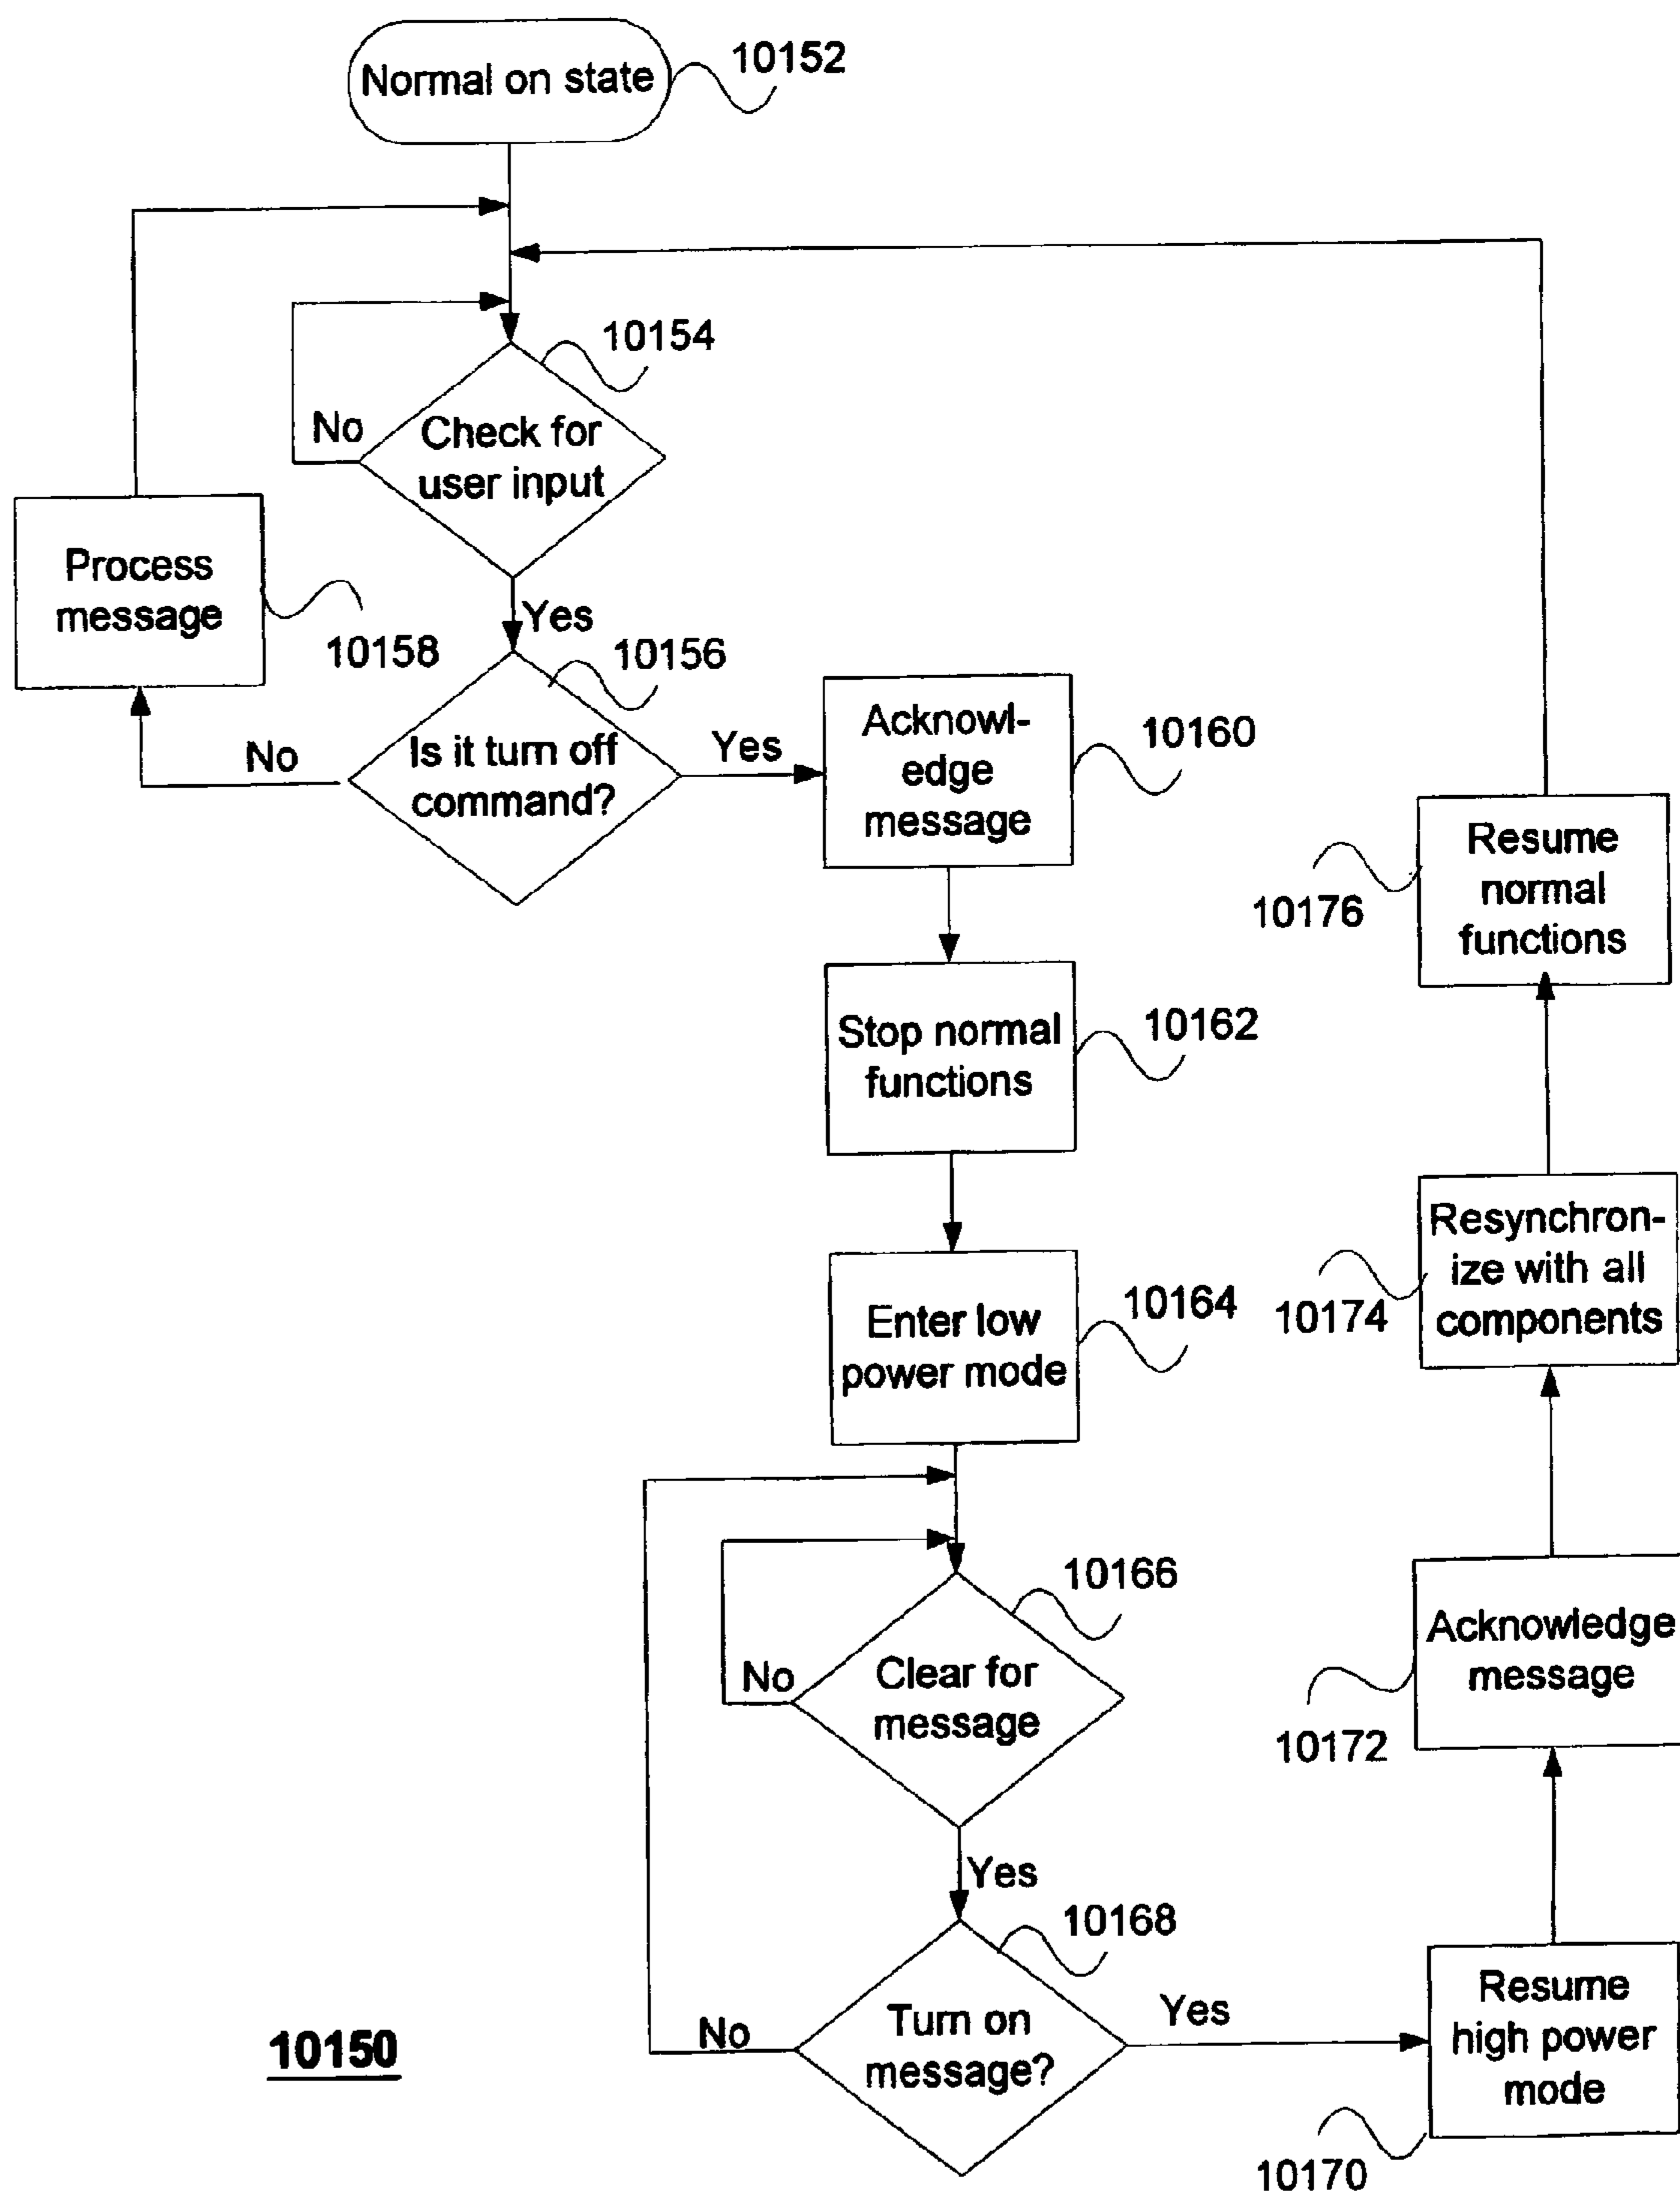 Normal on state
10152
10154
No
Check for
user input
Process
message
10158
Yes
10156
Is it turn off
command?
No
Yes
Acknowl-
edge
message
10160
Stop normal
functions
10162
Enter low
power mode
10164
10166
No
Clear for
message
Yes
10168
No
Turn on
message?
Yes
Resume
high power
mode
10170
Acknowledge
message
10172
Resynchron-
ize with all
components
10174
Resume
normal
functions
10176
10150